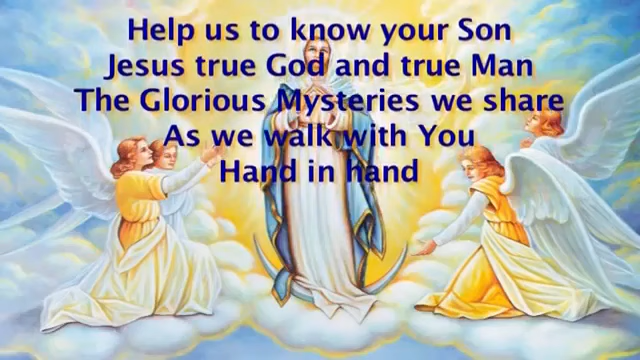 Help us to know your Son
Jesus true God and true Man
The Glorious Mysteries we share
As we walk with You
Hand in hand